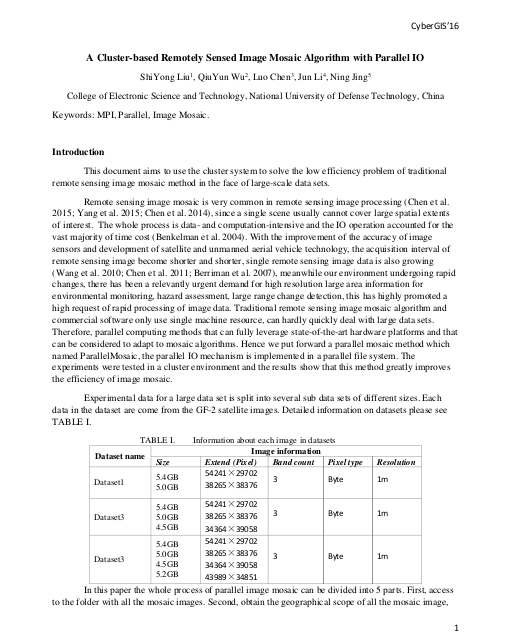 CyberGIS'16
A Cluster-based Remotely Sensed Image Mosaic Algorithm with Parallel IO
ShiYong Liu1, QiuYun Wu2, Luo Chen3, Jun Li4, Ning Jing5
College of Electronic Science and Technology, National University of Defense Technology, China
Keywords: MPI, Parallel, Image Mosaic.
Introduction
This document aims to use the cluster system to solve the low efficiency problem of traditional
remote sensing image mosaic method in the face of large-scale data sets.
Remote sensing image mosaic is very common in remote sensing image processing (Chen et al.
2015; Yang et al. 2015; Chen et al. 2014), since a single scene usually cannot cover large spatial extents
of interest. The whole process is data- and computation-intensive and the IO operation accounted for the
vast majority of time cost (Benkelman et al. 2004). With the improvement of the accuracy of image
sensors and development of satellite and unmanned aerial vehicle technology, the acquisition interval of
remote sensing image become shorter and shorter, single remote sensing image data is also growing
(Wang et al. 2010; Chen et al. 2011; Berriman et al. 2007), meanwhile our environment undergoing rapid
changes, there has been a relevantly urgent demand for high resolution large area information for
environmental monitoring, hazard assessment, large range change detection, this has highly promoted a
high request of rapid processing of image data. Traditional remote sensing image mosaic algorithm and
commercial software only use single machine resource, can hardly quickly deal with large data sets.
Therefore, parallel computing methods that can fully leverage state-of-the-art hardware platforms and that
can be considered to adapt to mosaic algorithms. Hence we put forward a parallel mosaic method which
named ParallelMosaic, the parallel IO mechanism is implemented in a parallel file system. The
experiments were tested in a cluster environment and the results show that this method greatly improves
the efficiency of image mosaic.
Experimental data for a large data set is split into several sub data sets of different sizes. Each
data in the dataset are come from the GF-2 satellite images. Detailed information on datasets please see
TABLE I.
TABLE I. Information about each image in datasets
Dataset name Image information
Size Extend (Pixel) Band count Pixel type Resolution
Dataset1 5.4GB 54241×29702 3 Byte 1m
5.0GB 38265×38376
Dataset3 5.4GB 54241×29702 3 Byte 1m
5.0GB 38265×38376
4.5GB 34364×39058
Dataset3 5.4GB 54241×29702 3 Byte 1m
5.0GB 38265×38376
4.5GB 34364×39058
5.2GB 43989×34851
In this paper the whole process of parallel image mosaic can be divided into 5 parts. First, access
to the folder with all the mosaic images. Second, obtain the geographical scope of all the mosaic image,
1